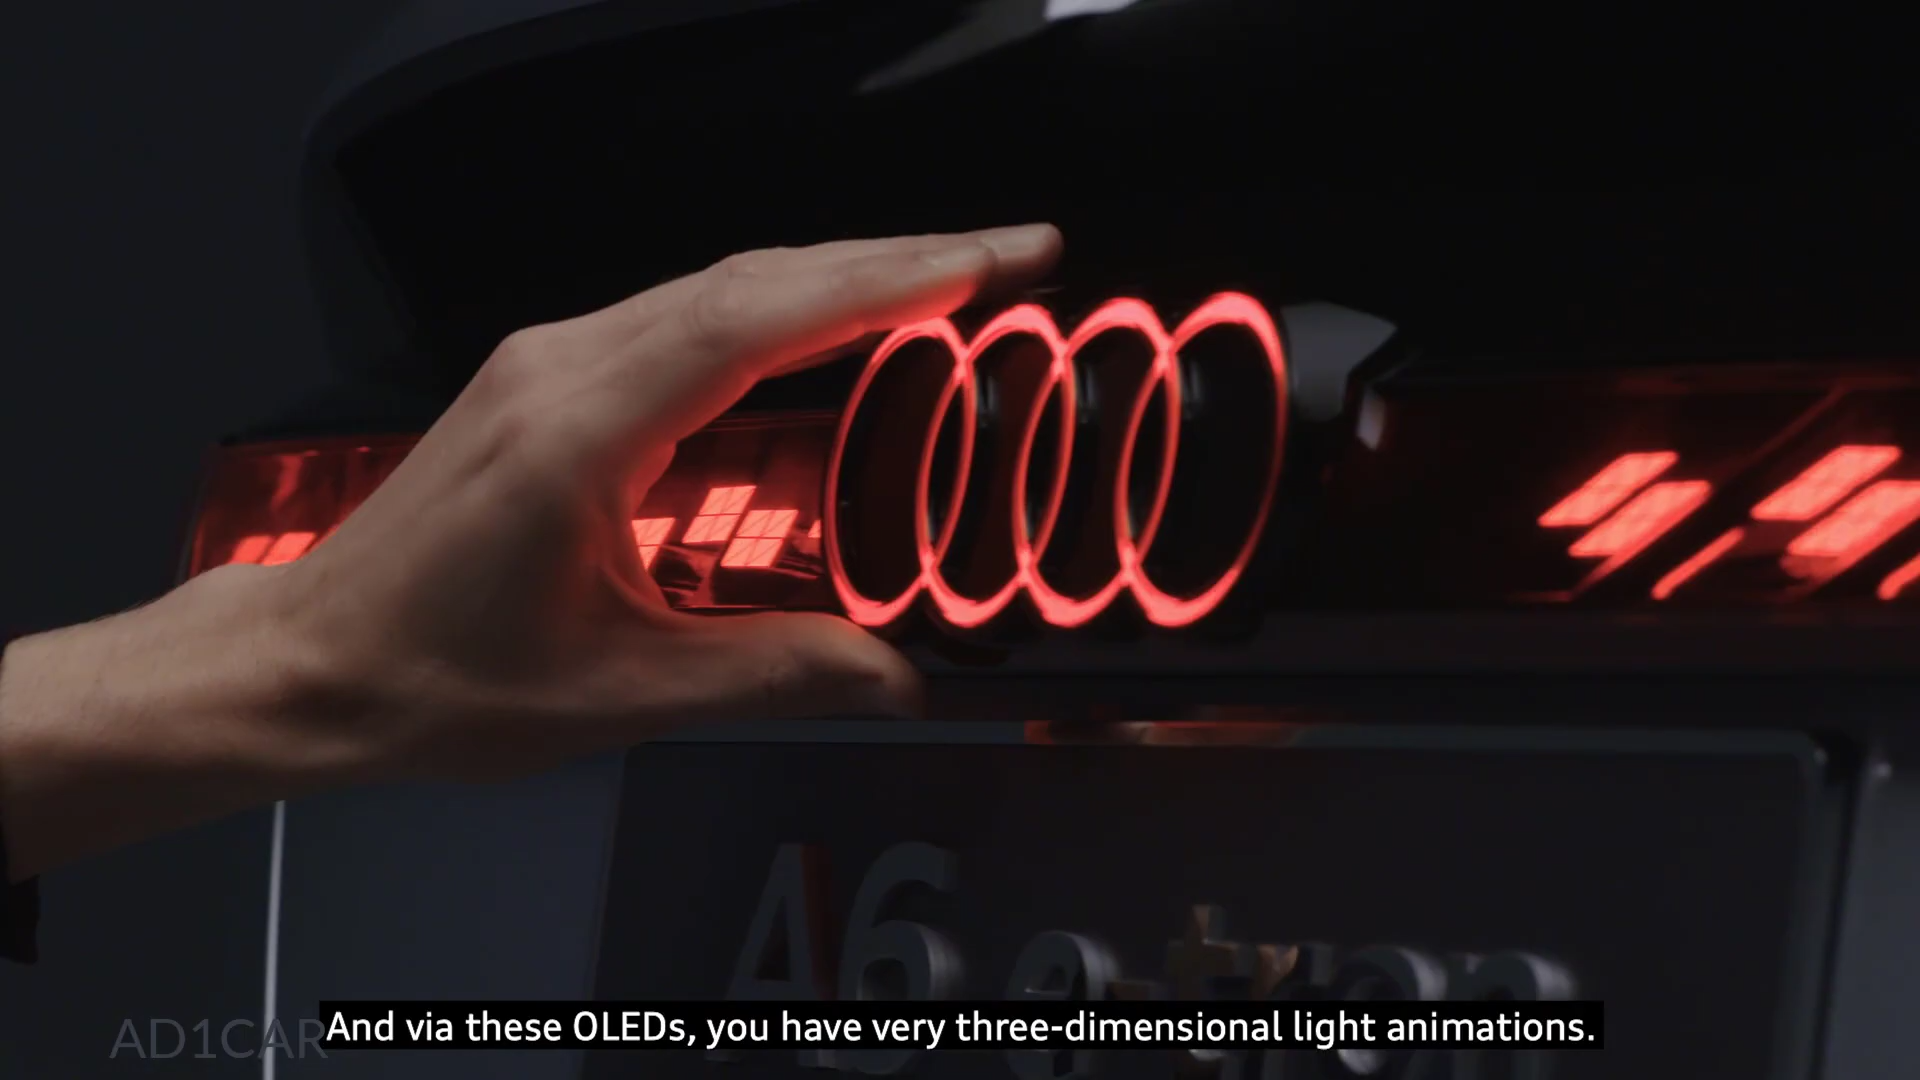 A6 e-tron
AD1CAR
And via these OLEDs, you have very three-dimensional light animations.